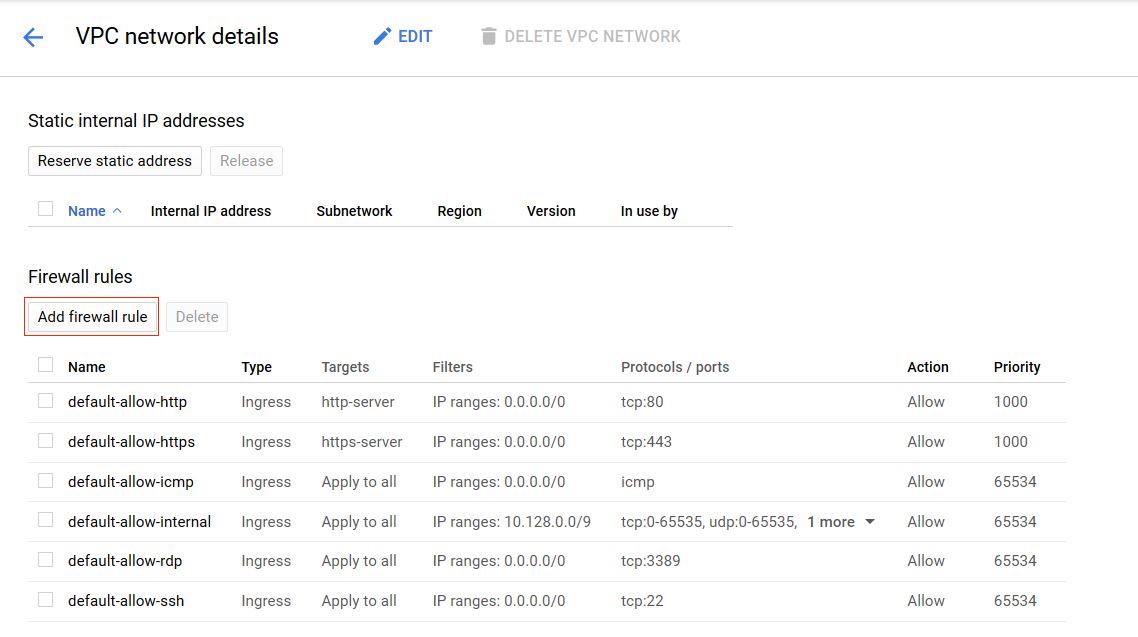 VPC network details EDIT DELETE VPC NETWORK
Static internal IP addresses
Reserve static address Release
Name Internal IP address Subnetwork Region Version In use by
Firewall rules
Add firewall rule Delete
Name Type Targets Filters Protocols / ports Action Priority
default-allow-http Ingress http-server IP ranges: 0.0.0.0/0 tcp:80 Allow 1000
default-allow-https Ingress https-server IP ranges: 0.0.0.0/0 tcp:443 Allow 1000
default-allow-icmp Ingress Apply to all IP ranges: 0.0.0.0/0 icmp Allow 65534
default-allow-internal Ingress Apply to all IP ranges: 10.128.0.0/9 tcp:0-65535, udp:0-65535, 1 more Allow 65534
default-allow-rdp Ingress Apply to all IP ranges: 0.0.0.0/0 tcp:3389 Allow 65534
default-allow-ssh Ingress Apply to all IP ranges: 0.0.0.0/0 tcp:22 Allow 65534